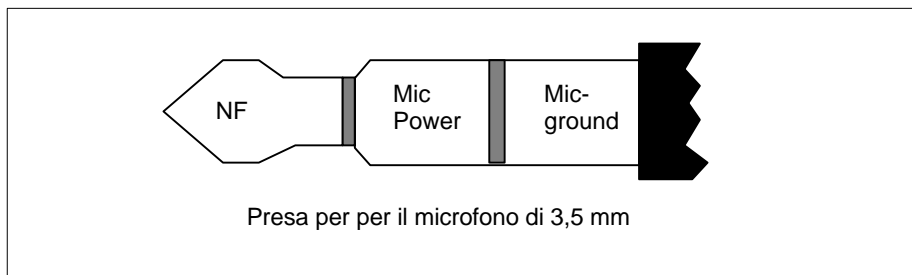 NF
Mic
Power
Mic-
ground
Presa per per il microfono di 3,5 mm